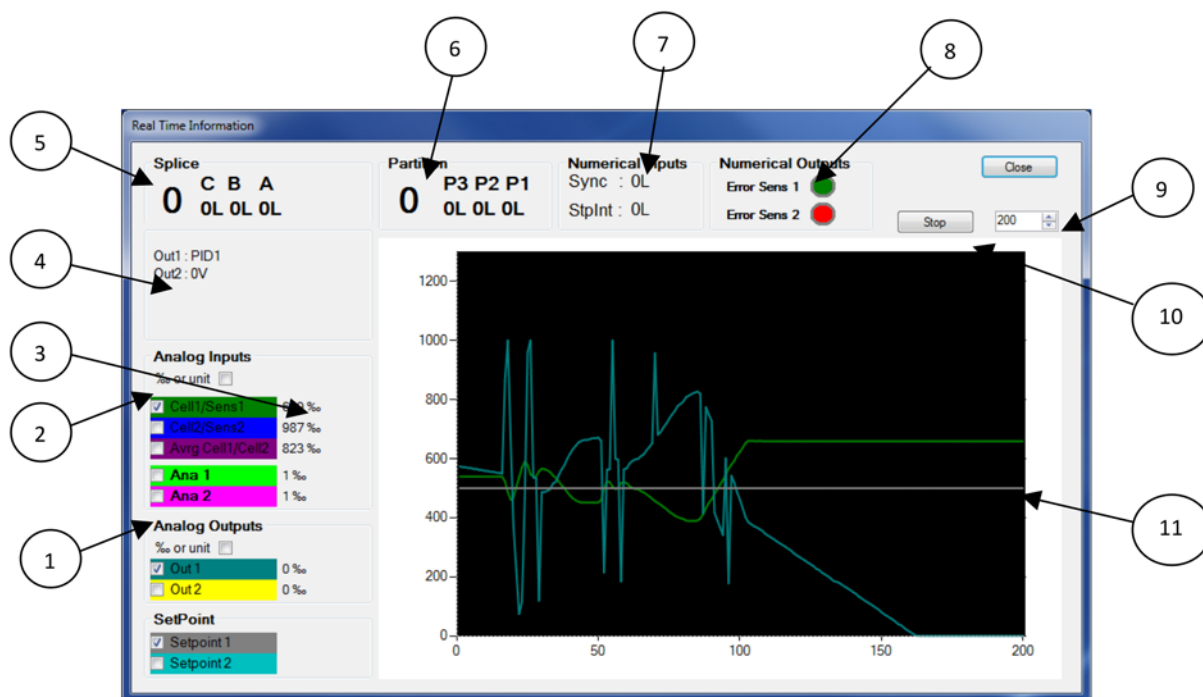 6
7
8
5
Real Time Information
Splice
0
C B A
0L 0L 0L
Partition
0
P3 P2 P1
0L 0L 0L
Numerical Inputs
Sync : 0L
StpInt : 0L
Numerical Outputs
Error Sens 1
Error Sens 2
Close
Stop
200
9
4
Out1 : PID1
Out2 : 0V
10
3
2
Analog Inputs
‰ or unit
Cell1/Sens1 ‰
Cell2/Sens2 987 ‰
Avrg Cell1/Cell2 823 ‰
Ana 1 1 ‰
Ana 2 1 ‰
1
Analog Outputs
‰ or unit
Out 1 0 ‰
Out 2 0 ‰
SetPoint
Setpoint 1
Setpoint 2
1200
1000
800
600
400
200
0
0 50 100 150 200
11